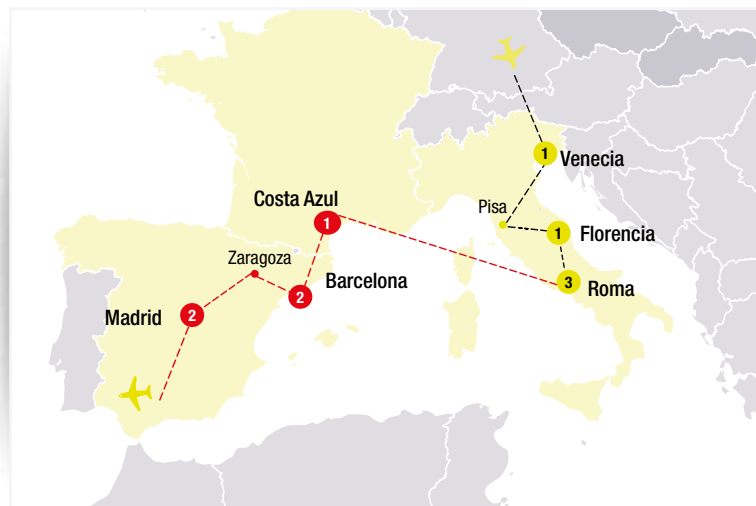 1
Venecia
Costa Azul
1
Pisa
1
Florencia
Zaragoza
2
Barcelona
3
Roma
Madrid
2